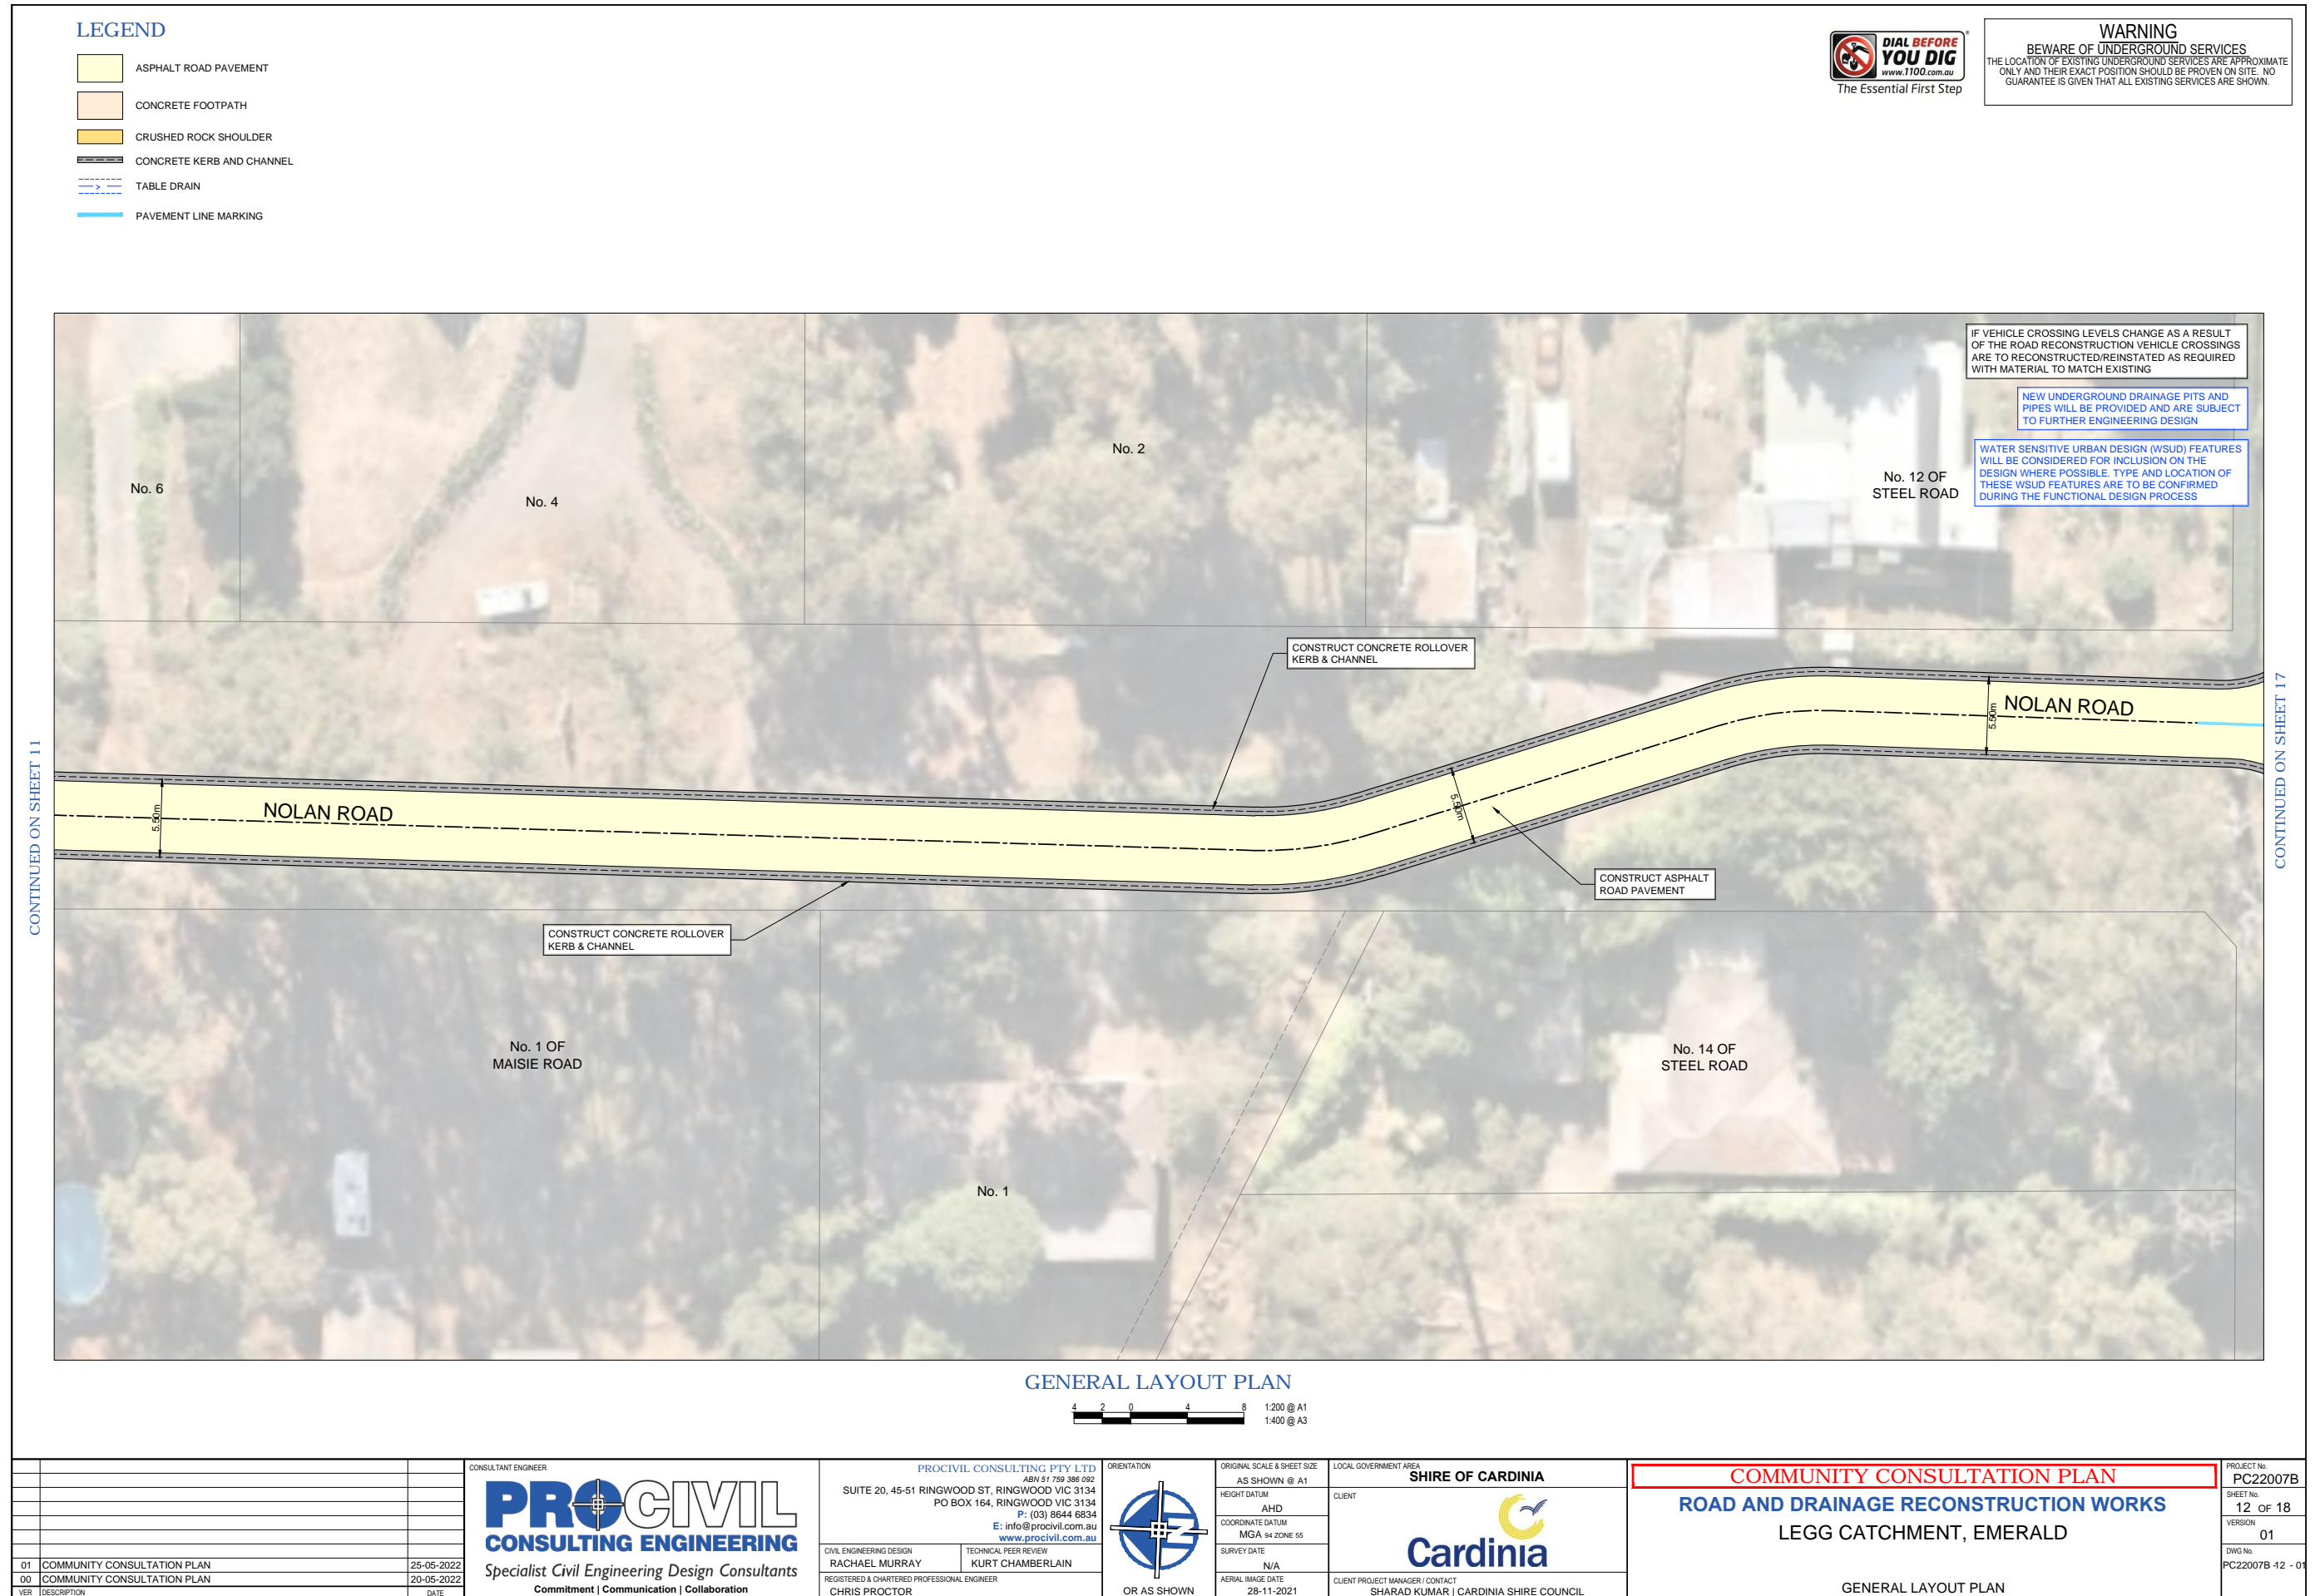 LEGEND
ASPHALT ROAD PAVEMENT
CONCRETE FOOTPATH
CRUSHED ROCK SHOULDER
CONCRETE KERB AND CHANNEL
TABLE DRAIN
PAVEMENT LINE MARKING
DIAL BEFORE
YOU DIG
www.1100.com.au
The Essential First Step
WARNING
BEWARE OF UNDERGROUND SERVICES
THE LOCATION OF EXISTING UNDERGROUND SERVICES ARE APPROXIMATE
ONLY AND THEIR EXACT POSITION SHOULD BE PROVEN ON SITE. NO
GUARANTEE IS GIVEN THAT ALL EXISTING SERVICES ARE SHOWN.
IF VEHICLE CROSSING LEVELS CHANGE AS A RESULT
OF THE ROAD RECONSTRUCTION VEHICLE CROSSINGS
ARE TO RECONSTRUCTED/REINSTATED AS REQUIRED
WITH MATERIAL TO MATCH EXISTING
NEW UNDERGROUND DRAINAGE PITS AND
PIPES WILL BE PROVIDED AND ARE SUBJECT
TO FURTHER ENGINEERING DESIGN
WATER SENSITIVE URBAN DESIGN (WSUD) FEATURES
WILL BE CONSIDERED FOR INCLUSION ON THE
DESIGN WHERE POSSIBLE. TYPE AND LOCATION OF
THESE WSUD FEATURES ARE TO BE CONFIRMED
DURING THE FUNCTIONAL DESIGN PROCESS
No. 6
No. 4
No. 2
No. 12 OF
STEEL ROAD
CONSTRUCT CONCRETE ROLLOVER
KERB & CHANNEL
CONTINUED ON SHEET 11
5.50m
NOLAN ROAD
5.50m
5.50m
NOLAN ROAD
CONTINUED ON SHEET 17
CONSTRUCT ASPHALT
ROAD PAVEMENT
CONSTRUCT CONCRETE ROLLOVER
KERB & CHANNEL
No. 1 OF
MAISIE ROAD
No. 1
No. 14 OF
STEEL ROAD
GENERAL LAYOUT PLAN
4 2 0 4 8
1:200 @ A1
1:400 @ A3
01 COMMUNITY CONSULTATION PLAN 25-05-2022
00 COMMUNITY CONSULTATION PLAN 20-05-2022
VER DESCRIPTION DATE
CONSULTANT ENGINEER
PROCIVIL
CONSULTING ENGINEERING
Specialist Civil Engineering Design Consultants
Commitment | Communication | Collaboration
PROCIVIL CONSULTING PTY LTD
ABN 51 759 386 092
SUITE 20, 45-51 RINGWOOD ST, RINGWOOD VIC 3134
PO BOX 164, RINGWOOD VIC 3134
P: (03) 8644 6834
E: info@procivil.com.au
www.procivil.com.au
CIVIL ENGINEERING DESIGN
RACHAEL MURRAY
TECHNICAL PEER REVIEW
KURT CHAMBERLAIN
REGISTERED & CHARTERED PROFESSIONAL ENGINEER
CHRIS PROCTOR
ORIENTATION
N
OR AS SHOWN
ORIGINAL SCALE & SHEET SIZE
AS SHOWN @ A1
HEIGHT DATUM
AHD
COORDINATE DATUM
MGA 94 ZONE 55
SURVEY DATE
N/A
AERIAL IMAGE DATE
28-11-2021
LOCAL GOVERNMENT AREA
SHIRE OF CARDINIA
CLIENT
Cardinia
CLIENT PROJECT MANAGER / CONTACT
SHARAD KUMAR | CARDINIA SHIRE COUNCIL
COMMUNITY CONSULTATION PLAN
ROAD AND DRAINAGE RECONSTRUCTION WORKS
LEGG CATCHMENT, EMERALD
GENERAL LAYOUT PLAN
PROJECT No.
PC22007B
SHEET No.
12 OF 18
VERSION
01
DWG No.
PC22007B -12 - 01